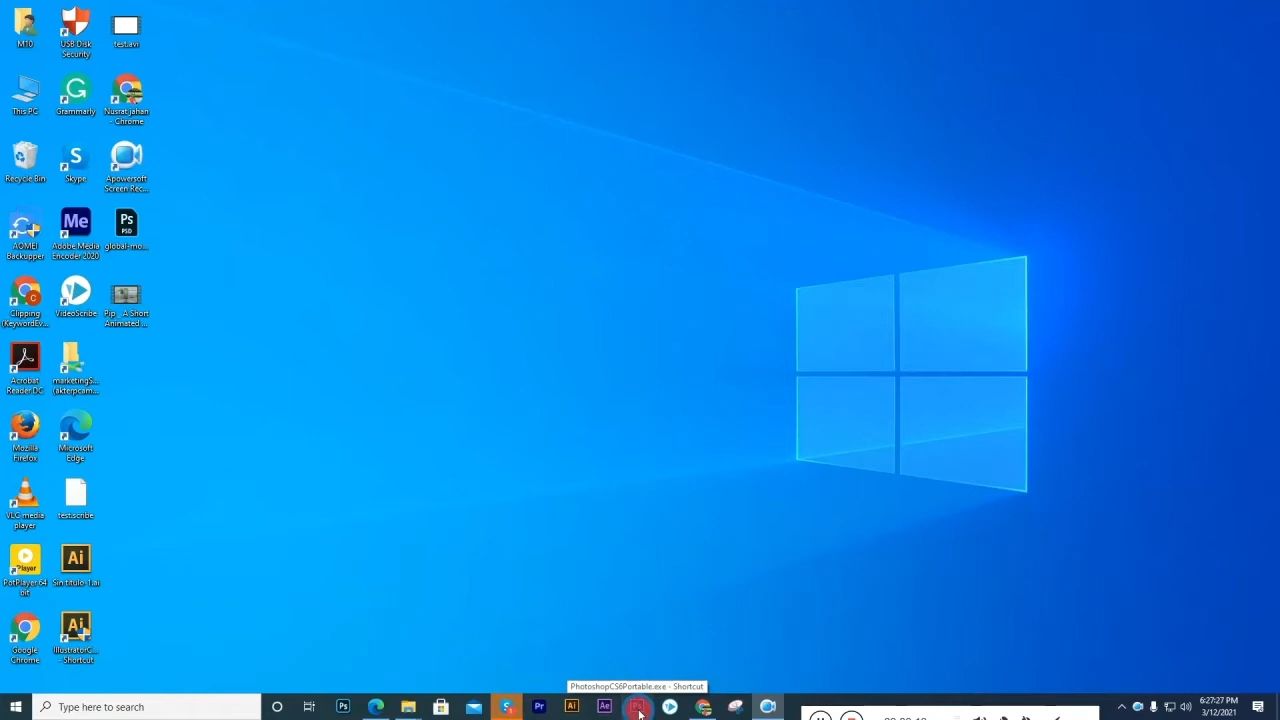 M10
USB Disk
Security
test.avi
This PC
Grammarly
Nusrat jahan
- Chrome
Recycle Bin
Skype
Apowersoft
Screen Rec...
AOMEI
Backupper
Adobe Media
Encoder 2020
global-mo...
Clipping
(KeywordEv...
VideoScribe
Pip _ A Short
Animated ...
Acrobat
Reader DC
marketingS...
(akterpcam...
Mozilla
Firefox
Microsoft
Edge
VLC media
player
test.scribe
PotPlayer 64
bit
Sin título-1.ai
Google
Chrome
IllustratorC...
- Shortcut
PhotoshopCS6Portable.exe - Shortcut
Type here to search
6:27:27 PM
3/12/2021